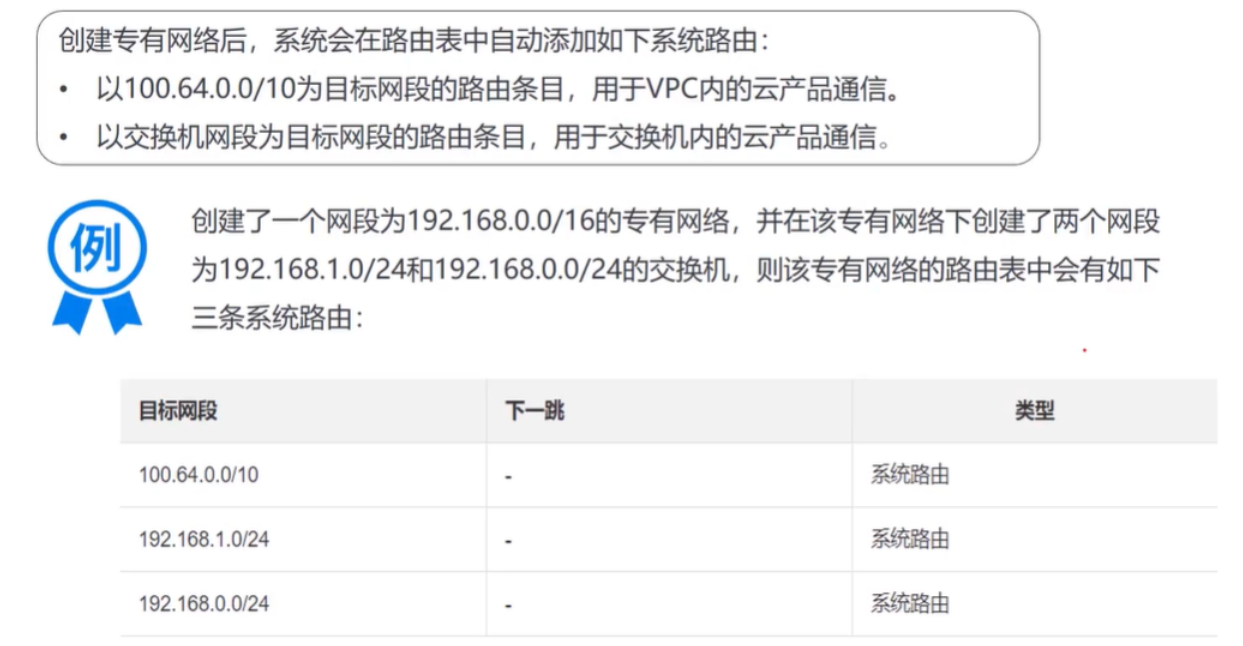 创建专有网络后，系统会在路由表中自动添加如下系统路由：
• 以100.64.0.0/10为目标网段的路由条目，用于VPC内的云产品通信。
• 以交换机网段为目标网段的路由条目，用于交换机内的云产品通信。
例
创建了一个网段为192.168.0.0/16的专有网络，并在该专有网络下创建了两个网段
为192.168.1.0/24和192.168.0.0/24的交换机，则该专有网络的路由表中会有如下
三条系统路由：
目标网段 下一跳 类型
100.64.0.0/10 - 系统路由
192.168.1.0/24 - 系统路由
192.168.0.0/24 - 系统路由